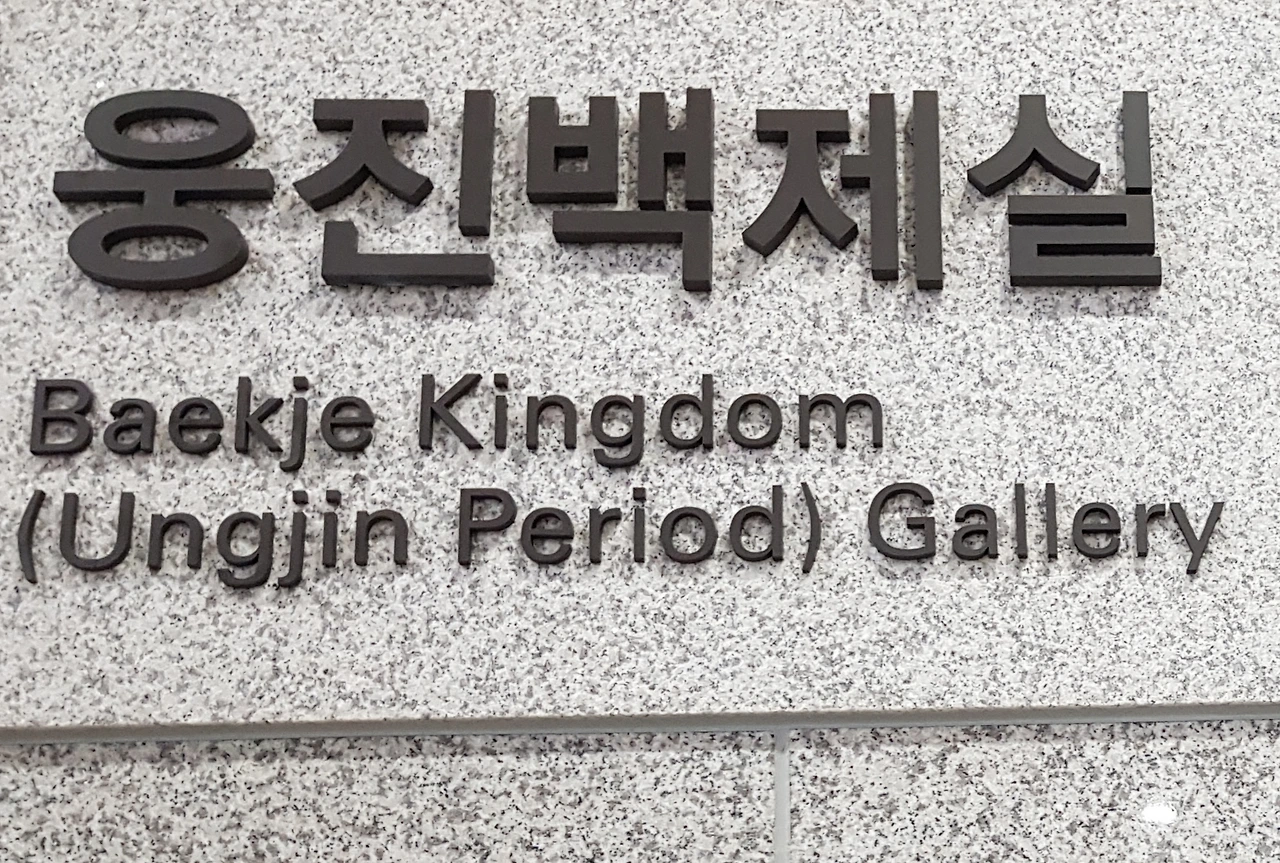 웅진백제실
Baekje Kingdom
(Ungjin Period) Gallery